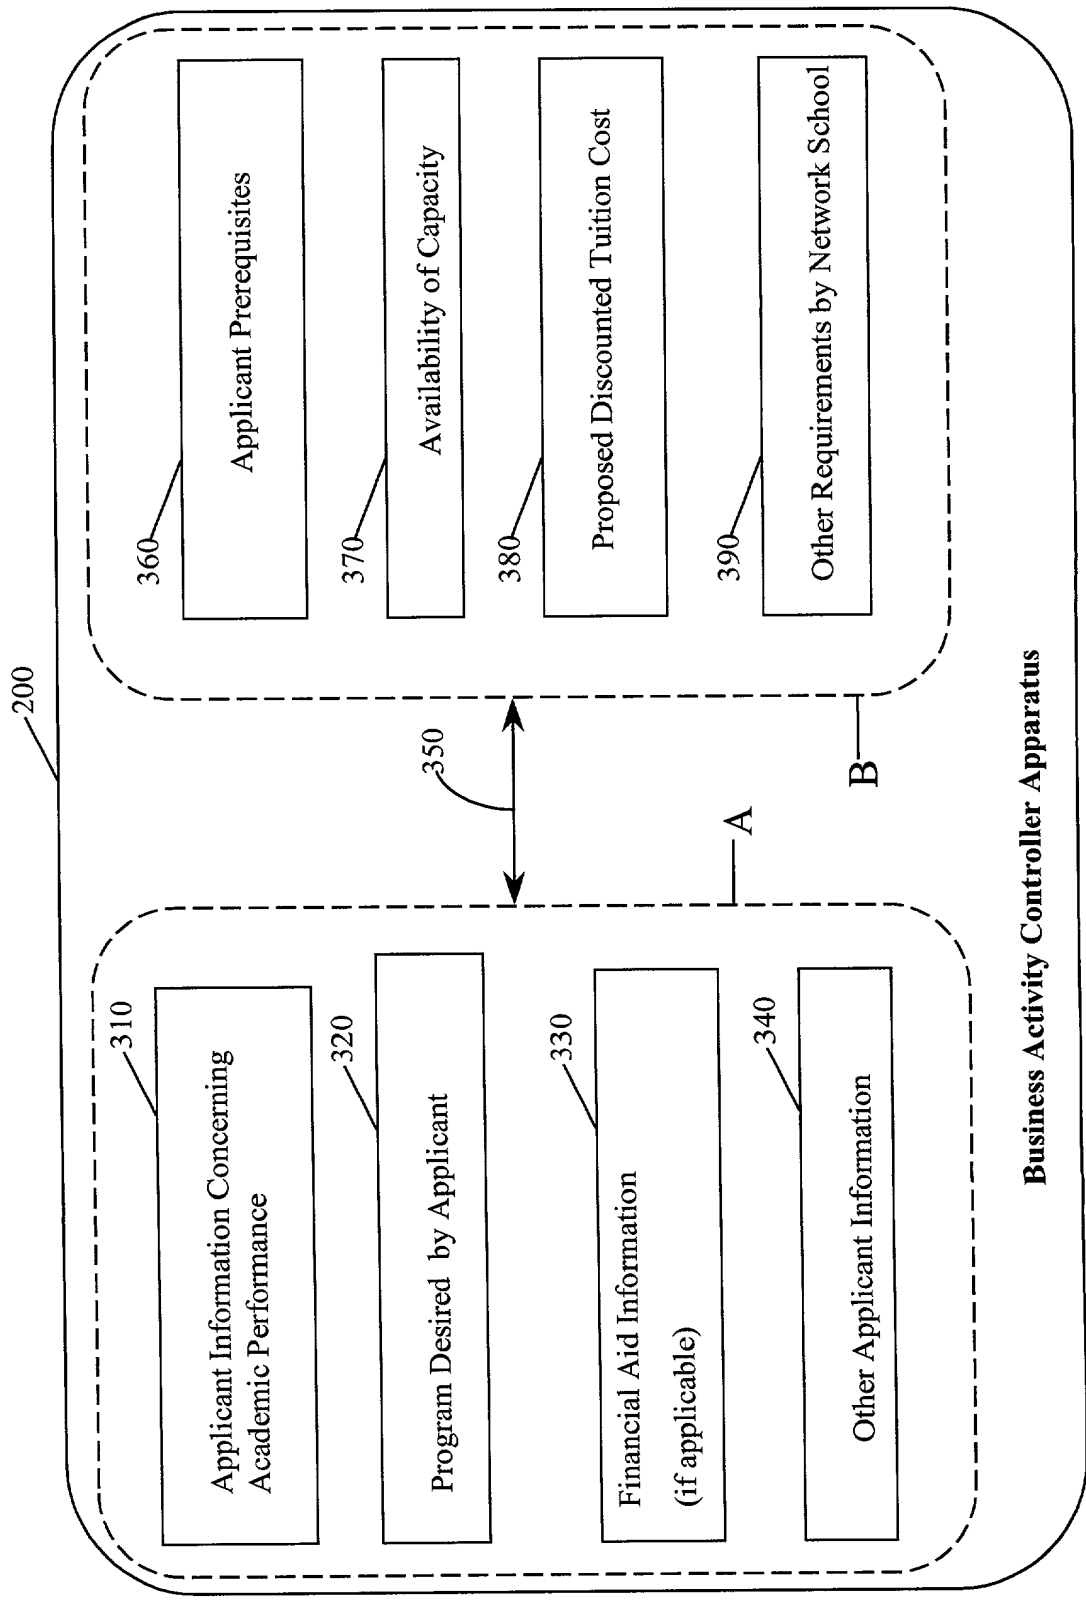 200
310
Applicant Information Concerning
Academic Performance
320
Program Desired by Applicant
330
Financial Aid Information
(if applicable)
340
Other Applicant Information
A
350
B
360
Applicant Prerequisites
370
Availability of Capacity
380
Proposed Discounted Tuition Cost
390
Other Requirements by Network School
Business Activity Controller Apparatus